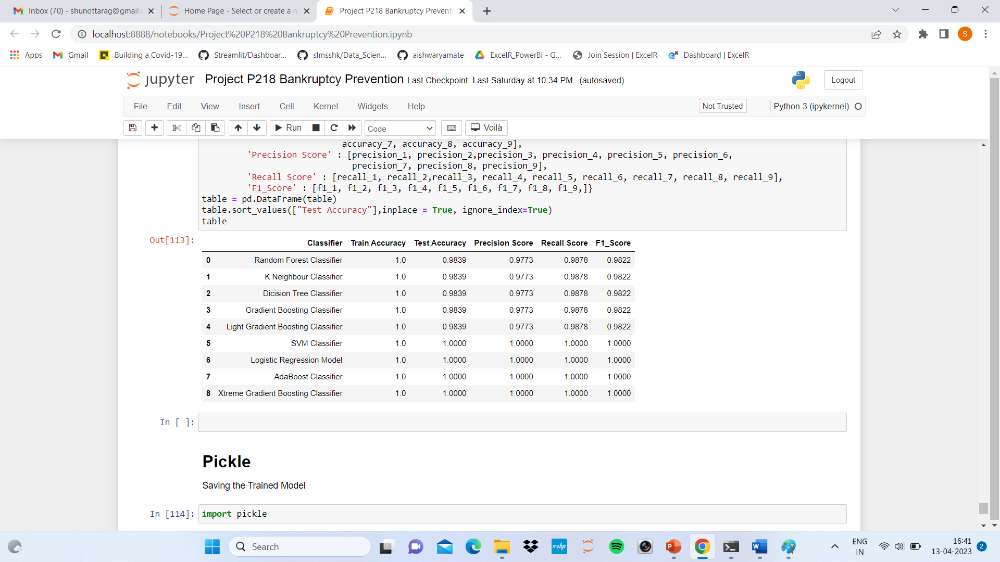 Inbox (70) - shunottarag@gmail.
Home Page - Select or create a n
Project P218 Bankruptcy Preventi
localhost:8888/notebooks/Project%20P218%20Bankruptcy%20Prevention.ipynb
S
Apps
Gmail
Building a Covid-19...
Streamlit/Dashboar...
slmsshk/Data_Scien...
aishwaryamate
ExcelR_PowerBi - G...
Join Session | ExcelR
Dashboard | ExcelR
jupyter Project P218 Bankruptcy Prevention Last Checkpoint: Last Saturday at 10:34 PM (autosaved)
Logout
File Edit View Insert Cell Kernel Widgets Help
Not Trusted
Python 3 (ipykernel)
Run
Code
Voilà
accuracy_7, accuracy_8, accuracy_9],
'Precision Score' : [precision_1, precision_2,precision_3, precision_4, precision_5, precision_6,
precision_7, precision_8, precision_9],
'Recall Score' : [recall_1, recall_2,recall_3, recall_4, recall_5, recall_6, recall_7, recall_8, recall_9],
'F1_Score' : [f1_1, f1_2, f1_3, f1_4, f1_5, f1_6, f1_7, f1_8, f1_9,]}
table = pd.DataFrame(table)
table.sort_values(["Test Accuracy"],inplace = True, ignore_index=True)
table
Out[113]:
Classifier Train Accuracy Test Accuracy Precision Score Recall Score F1_Score
0 Random Forest Classifier 1.0 0.9839 0.9773 0.9878 0.9822
1 K Neighbour Classifier 1.0 0.9839 0.9773 0.9878 0.9822
2 Dicision Tree Classifier 1.0 0.9839 0.9773 0.9878 0.9822
3 Gradient Boosting Classifier 1.0 0.9839 0.9773 0.9878 0.9822
4 Light Gradient Boosting Classifier 1.0 0.9839 0.9773 0.9878 0.9822
5 SVM Classifier 1.0 1.0000 1.0000 1.0000 1.0000
6 Logistic Regression Model 1.0 1.0000 1.0000 1.0000 1.0000
7 AdaBoost Classifier 1.0 1.0000 1.0000 1.0000 1.0000
8 Xtreme Gradient Boosting Classifier 1.0 1.0000 1.0000 1.0000 1.0000
In [ ]:
Pickle
Saving the Trained Model
In [114]: import pickle
Search
myhp
P
W
ENG
IN
16:41
13-04-2023
2